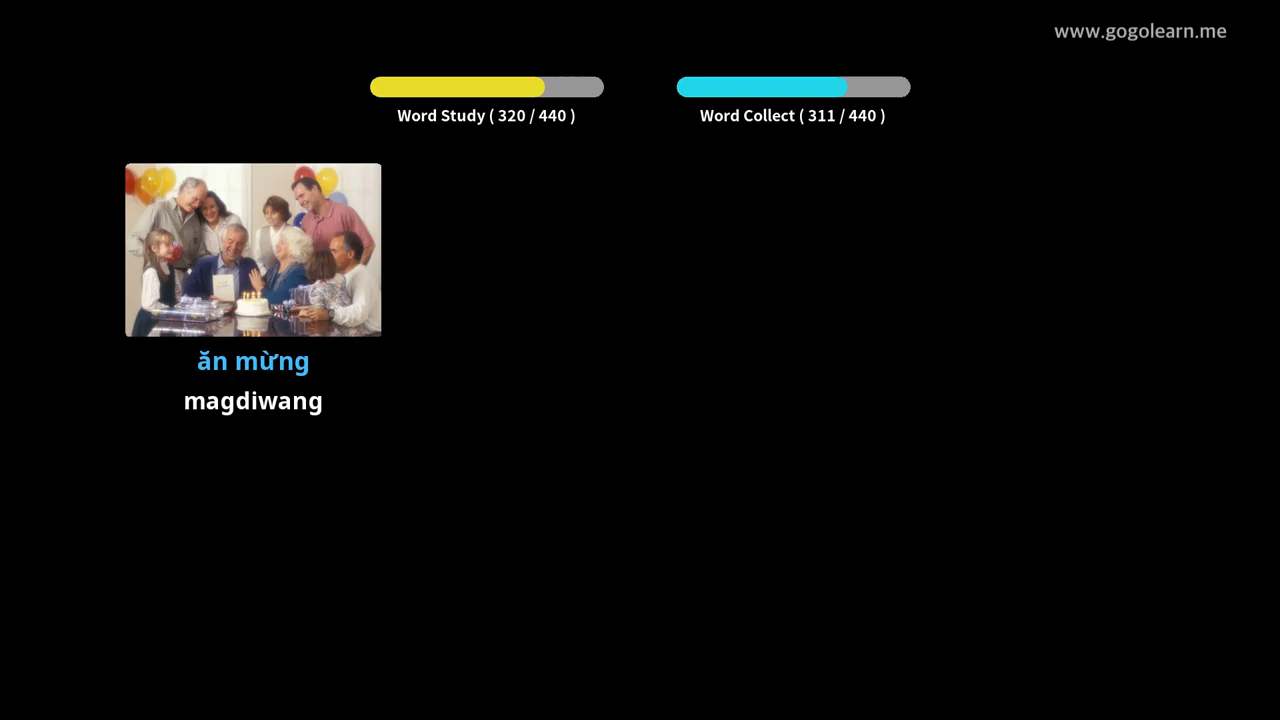 www.gogolearn.me
Word Study ( 320 / 440 )
Word Collect ( 311 / 440 )
ăn mừng
magdiwang